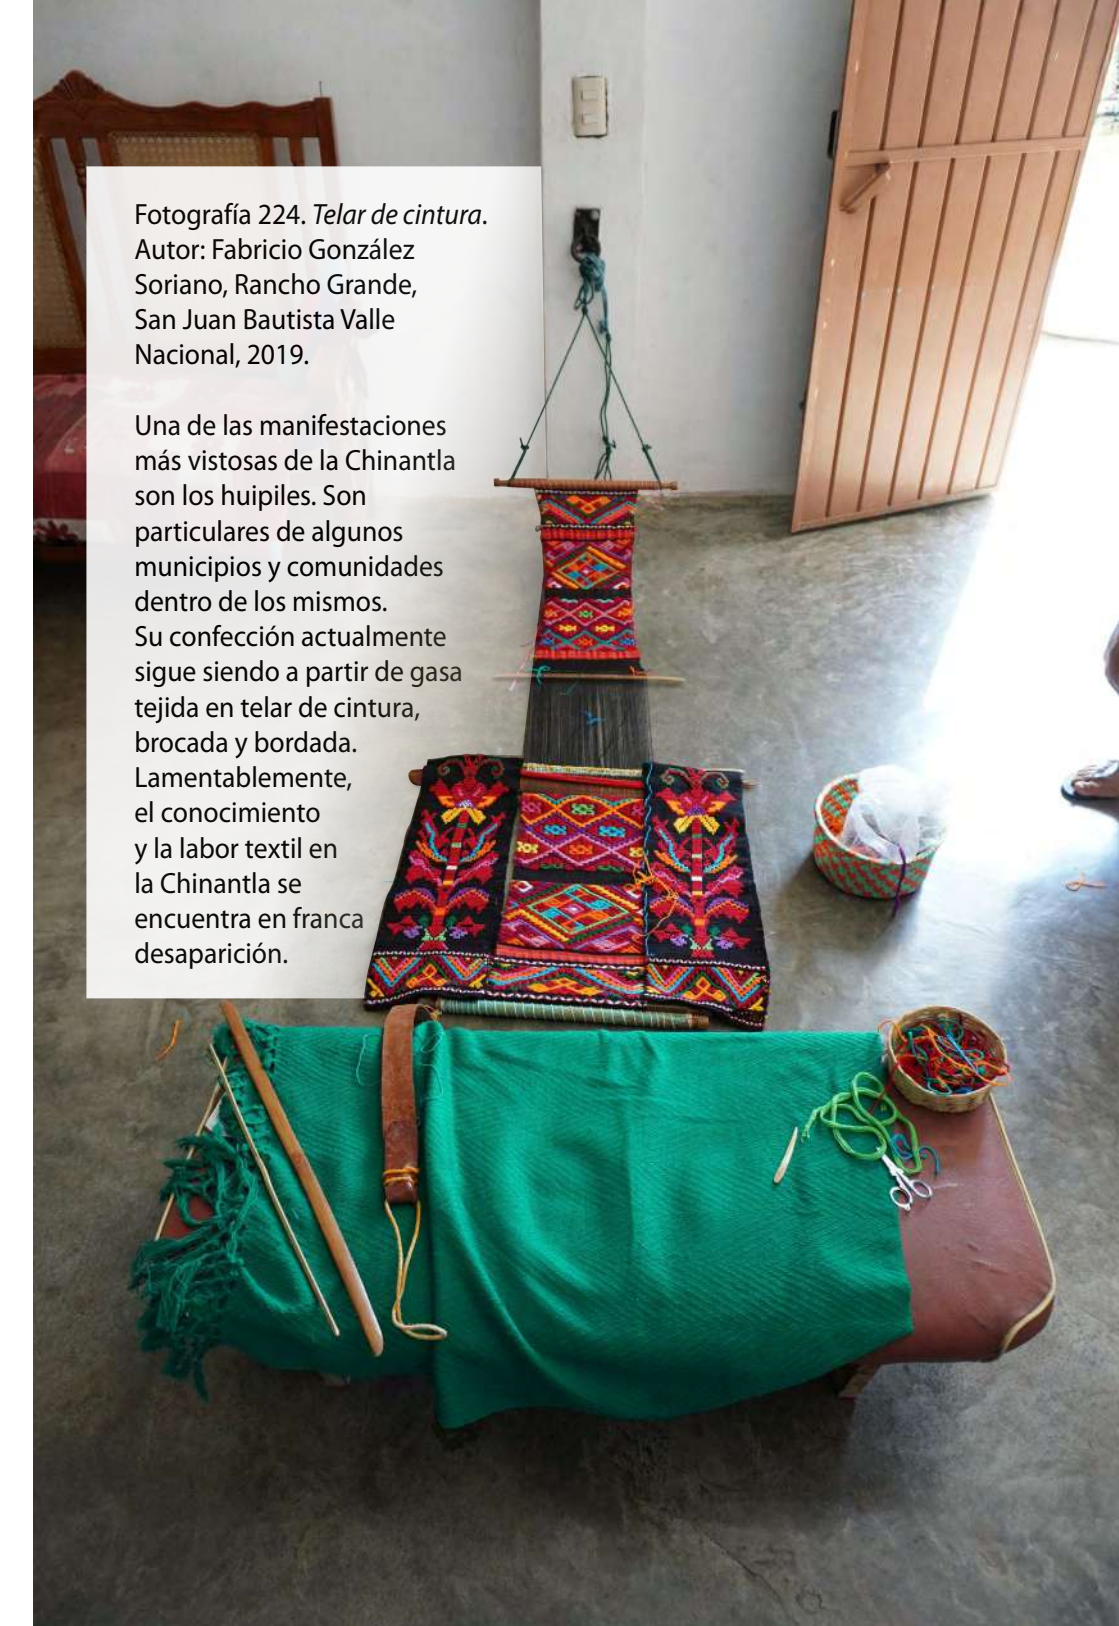 Fotografía 224. Telar de cintura.
Autor: Fabricio González
Soriano, Rancho Grande,
San Juan Bautista Valle
Nacional, 2019.
Una de las manifestaciones
más vistosas de la Chinantla
son los huipiles. Son
particulares de algunos
municipios y comunidades
dentro de los mismos.
Su confección actualmente
sigue siendo a partir de gasa
tejida en telar de cintura,
brocada y bordada.
Lamentablemente,
el conocimiento
y la labor textil en
la Chinantla se
encuentra en franca
desaparición.